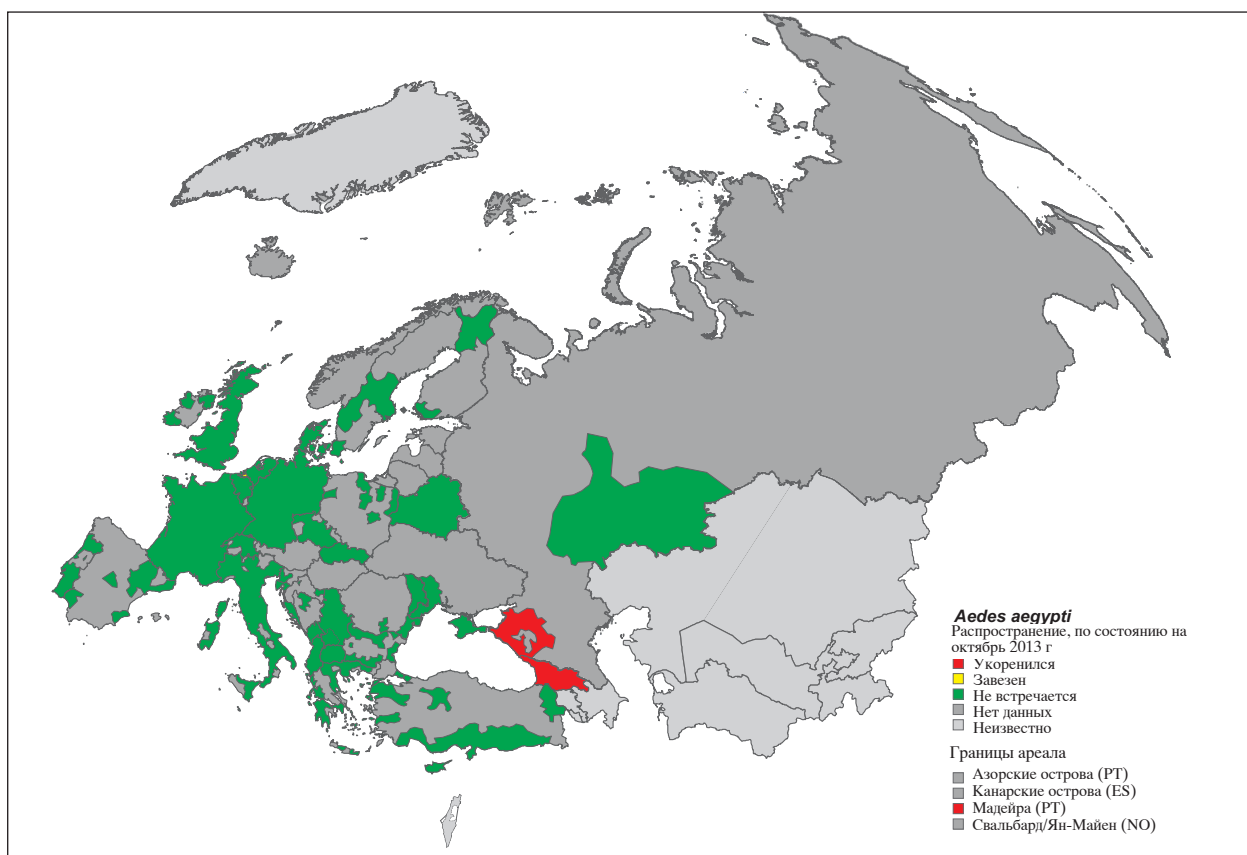 Aedes aegypti
Распространение, по состоянию на
октябрь 2013 г
Укоренился
Завезен
Не встречается
Нет данных
Неизвестно
Границы ареала
Азорские острова (PT)
Канарские острова (ES)
Мадейра (PT)
Свальбард/Ян-Майен (NO)